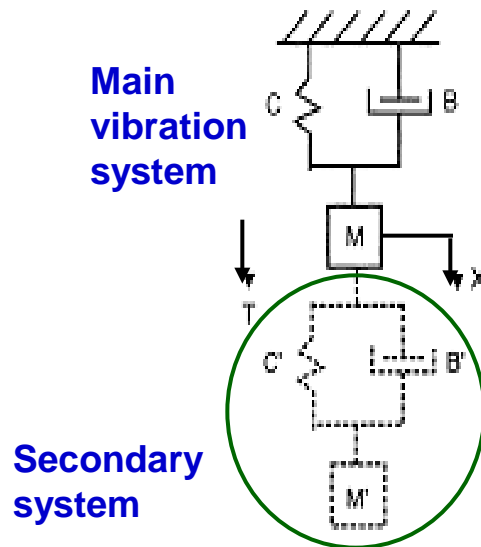 Main
vibration
system
C
B
M
X
T
C'
B'
M'
Secondary
system